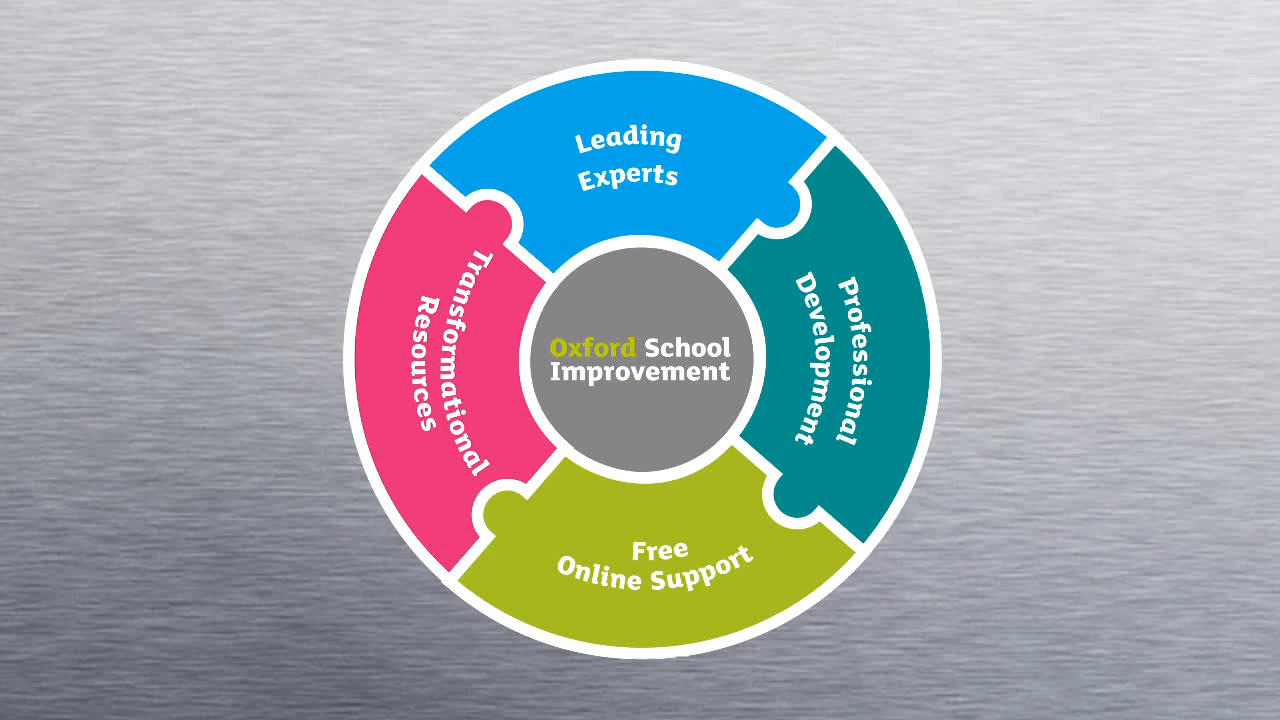 Leading
Experts
Professional
Development
Free
Online Support
Transformational
Resources
Oxford School
Improvement